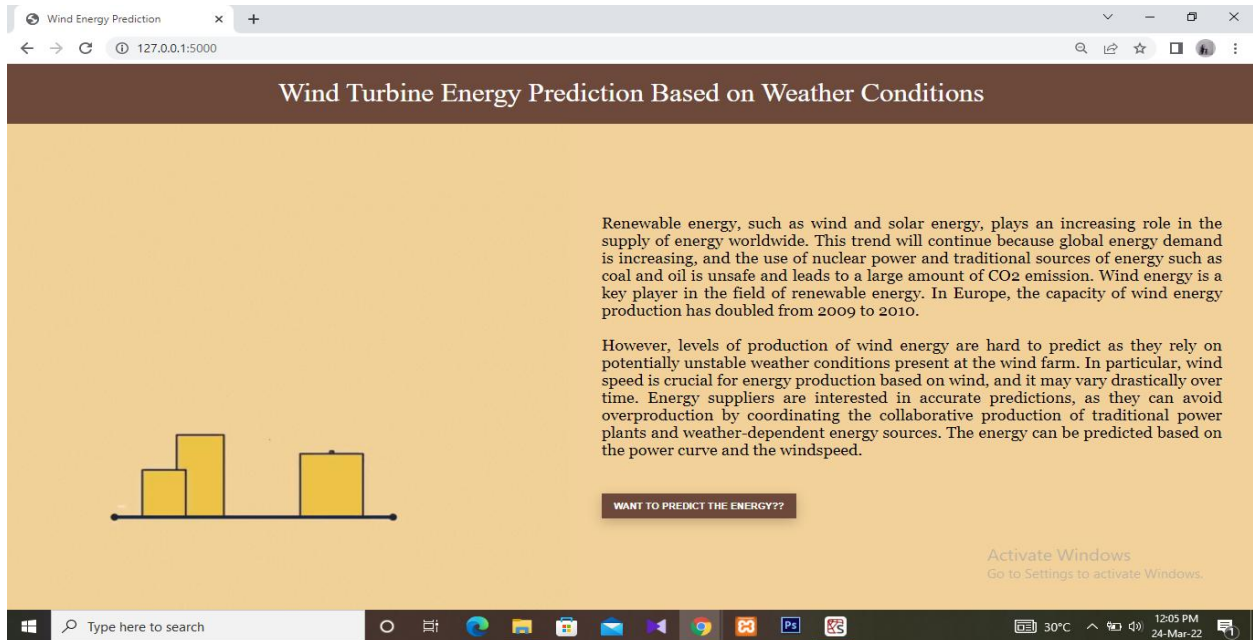 Wind Energy Prediction
127.0.0.1:5000
Wind Turbine Energy Prediction Based on Weather Conditions
Renewable energy, such as wind and solar energy, plays an increasing role in the
supply of energy worldwide. This trend will continue because global energy demand
is increasing, and the use of nuclear power and traditional sources of energy such as
coal and oil is unsafe and leads to a large amount of CO2 emission. Wind energy is a
key player in the field of renewable energy. In Europe, the capacity of wind energy
production has doubled from 2009 to 2010.
However, levels of production of wind energy are hard to predict as they rely on
potentially unstable weather conditions present at the wind farm. In particular, wind
speed is crucial for energy production based on wind, and it may vary drastically over
time. Energy suppliers are interested in accurate predictions, as they can avoid
overproduction by coordinating the collaborative production of traditional power
plants and weather-dependent energy sources. The energy can be predicted based on
the power curve and the windspeed.
WANT TO PREDICT THE ENERGY??
Activate Windows
Go to Settings to activate Windows.
Type here to search
Ps
30°C
12:05 PM
24-Mar-22
1